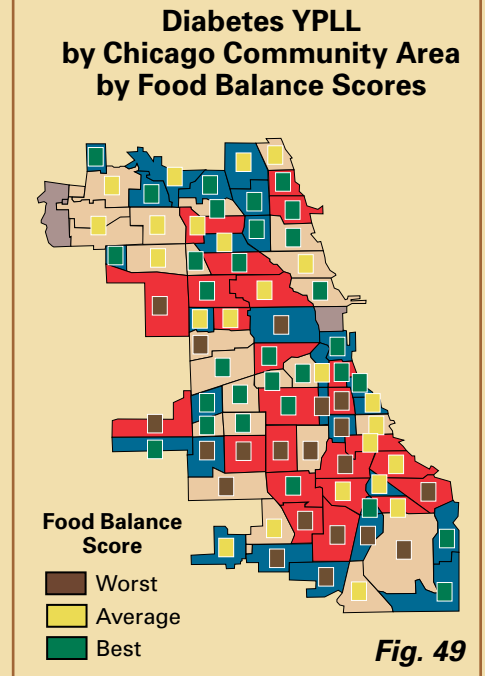 Diabetes YPLL
by Chicago Community Area
by Food Balance Scores
Food Balance
Score
Worst
Average
Best
Fig. 49